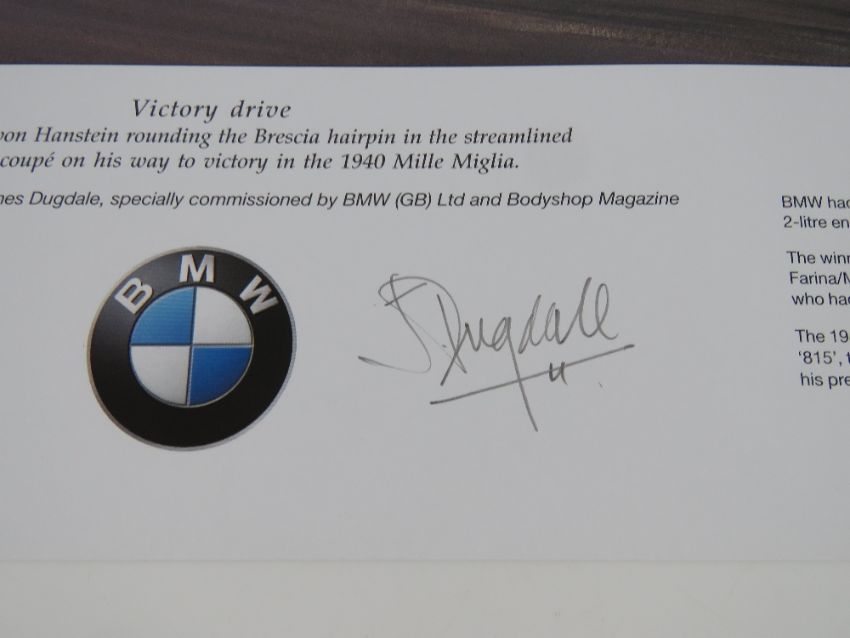 Victory drive
von Hanstein rounding the Brescia hairpin in the streamlined
coupé on his way to victory in the 1940 Mille Miglia.
mes Dugdale, specially commissioned by BMW (GB) Ltd and Bodyshop Magazine
BMW
J Dugdale
BMW had
2-litre en
The winn
Farina/M
who had
The 19
‘815’, t
his pre